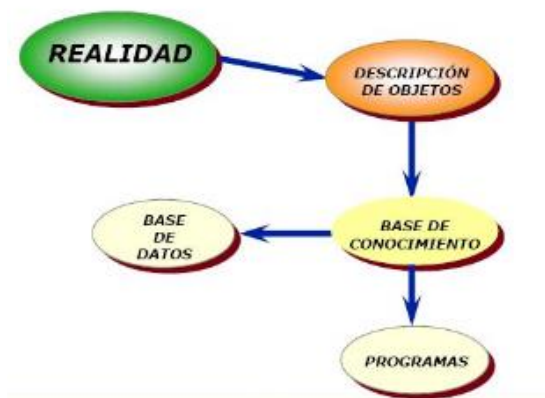 REALIDAD
DESCRIPCIÓN
DE OBJETOS
BASE
DE
DATOS
BASE DE
CONOCIMIENTO
PROGRAMAS